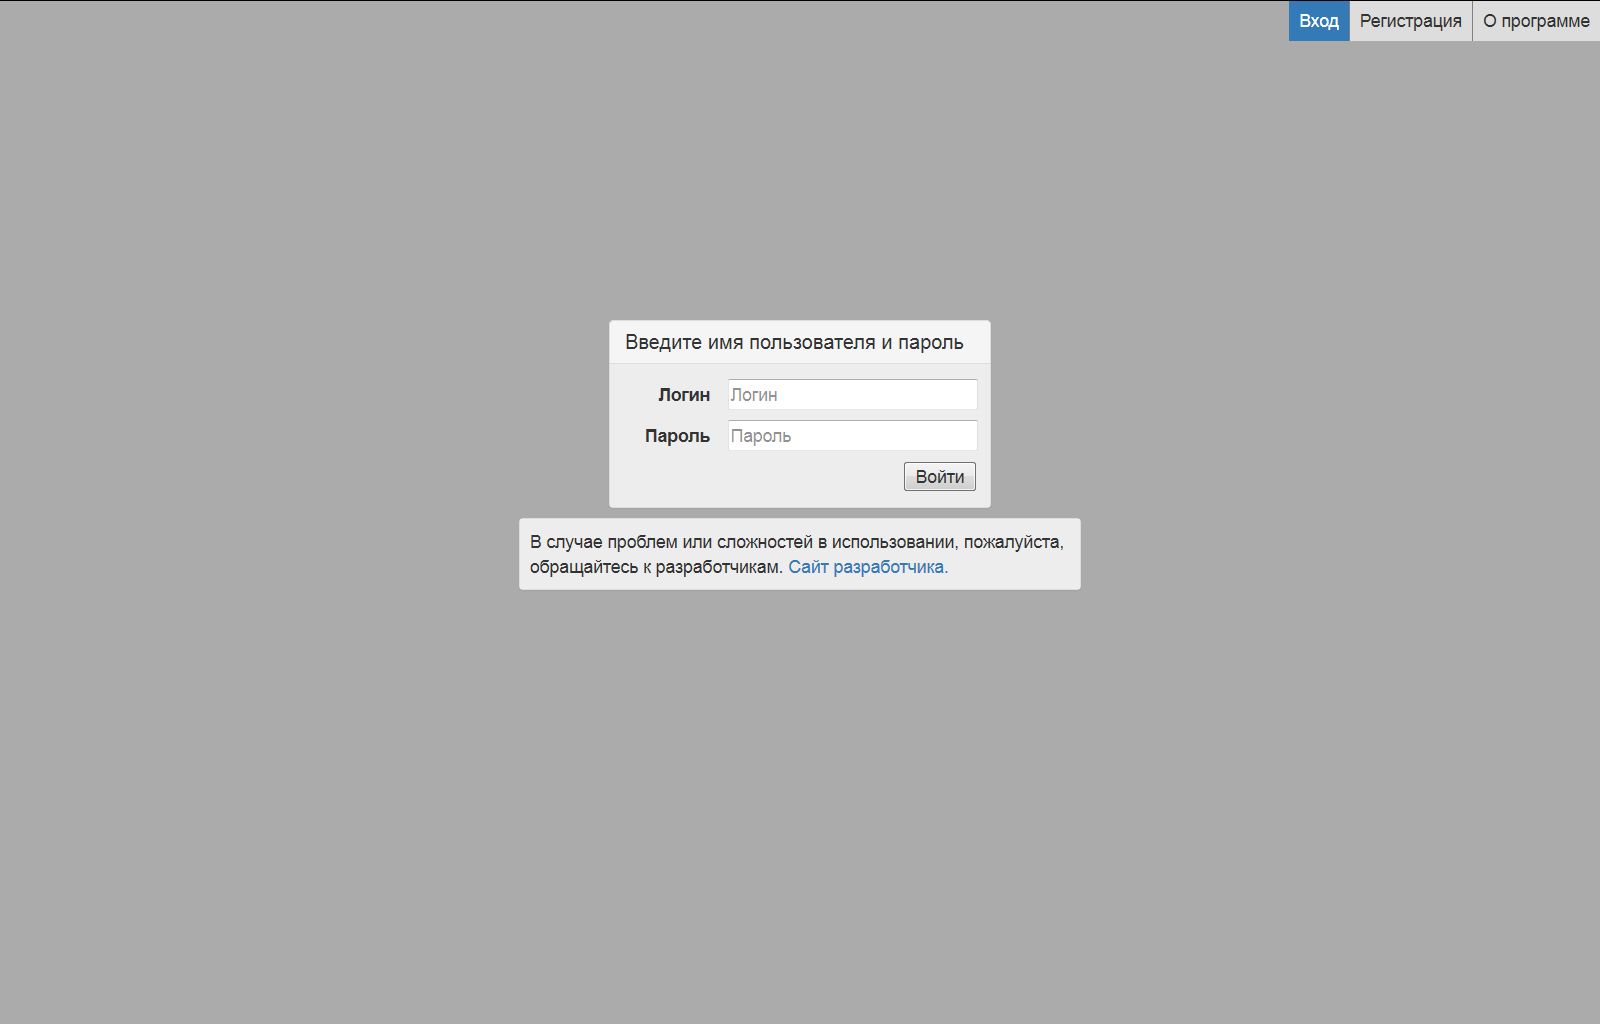 Вход Регистрация О программе
Введите имя пользователя и пароль
Логин Логин
Пароль Пароль
Войти
В случае проблем или сложностей в использовании, пожалуйста,
обращайтесь к разработчикам. Сайт разработчика.